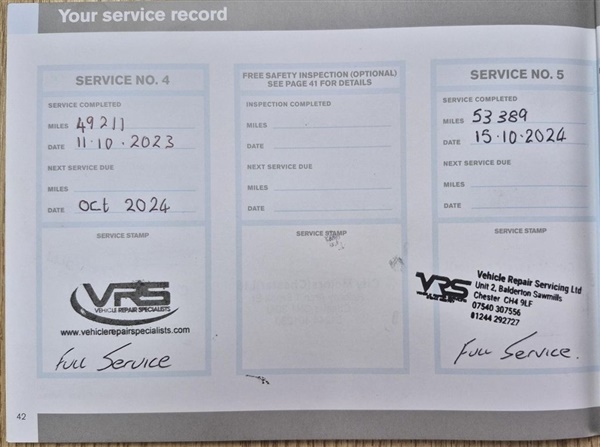 Your service record
SERVICE NO. 4
SERVICE COMPLETED
MILES 49211
DATE 11·10·2023
NEXT SERVICE DUE
MILES
DATE Oct 2024
SERVICE STAMP
VRS
VEHICLE REPAIR SPECIALISTS
www.vehiclerepairspecialists.com
Full Service
FREE SAFETY INSPECTION (OPTIONAL)
SEE PAGE 41 FOR DETAILS
INSPECTION COMPLETED
MILES
DATE
NEXT SERVICE DUE
MILES
DATE
SERVICE STAMP
SERVICE NO. 5
SERVICE COMPLETED
MILES 53389
DATE 15·10·2024
NEXT SERVICE DUE
MILES
DATE
SERVICE STAMP
VRS
Vehicle Repair Servicing Ltd
Unit 2, Balderton Sawmills
Chester CH4 9LF
07540 307556
01244 292727
Full Service.
42